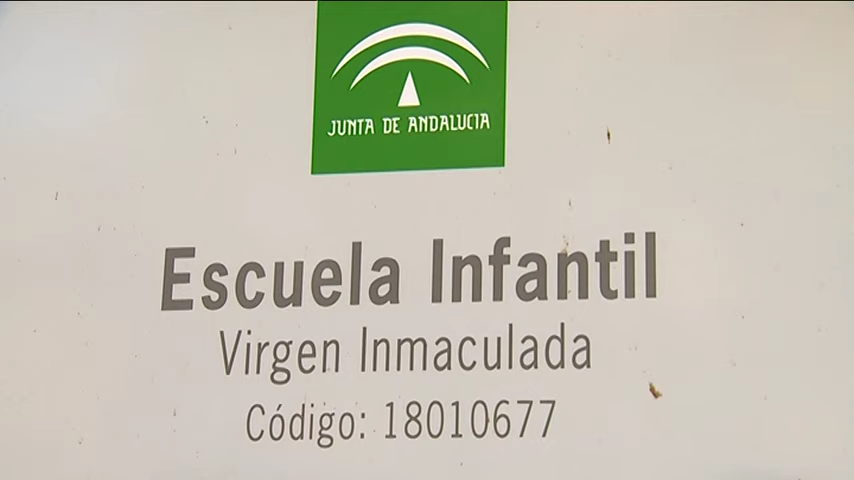 JUNTA DE ANDALUCIA
Escuela Infantil
Virgen Inmaculada
Código: 18010677